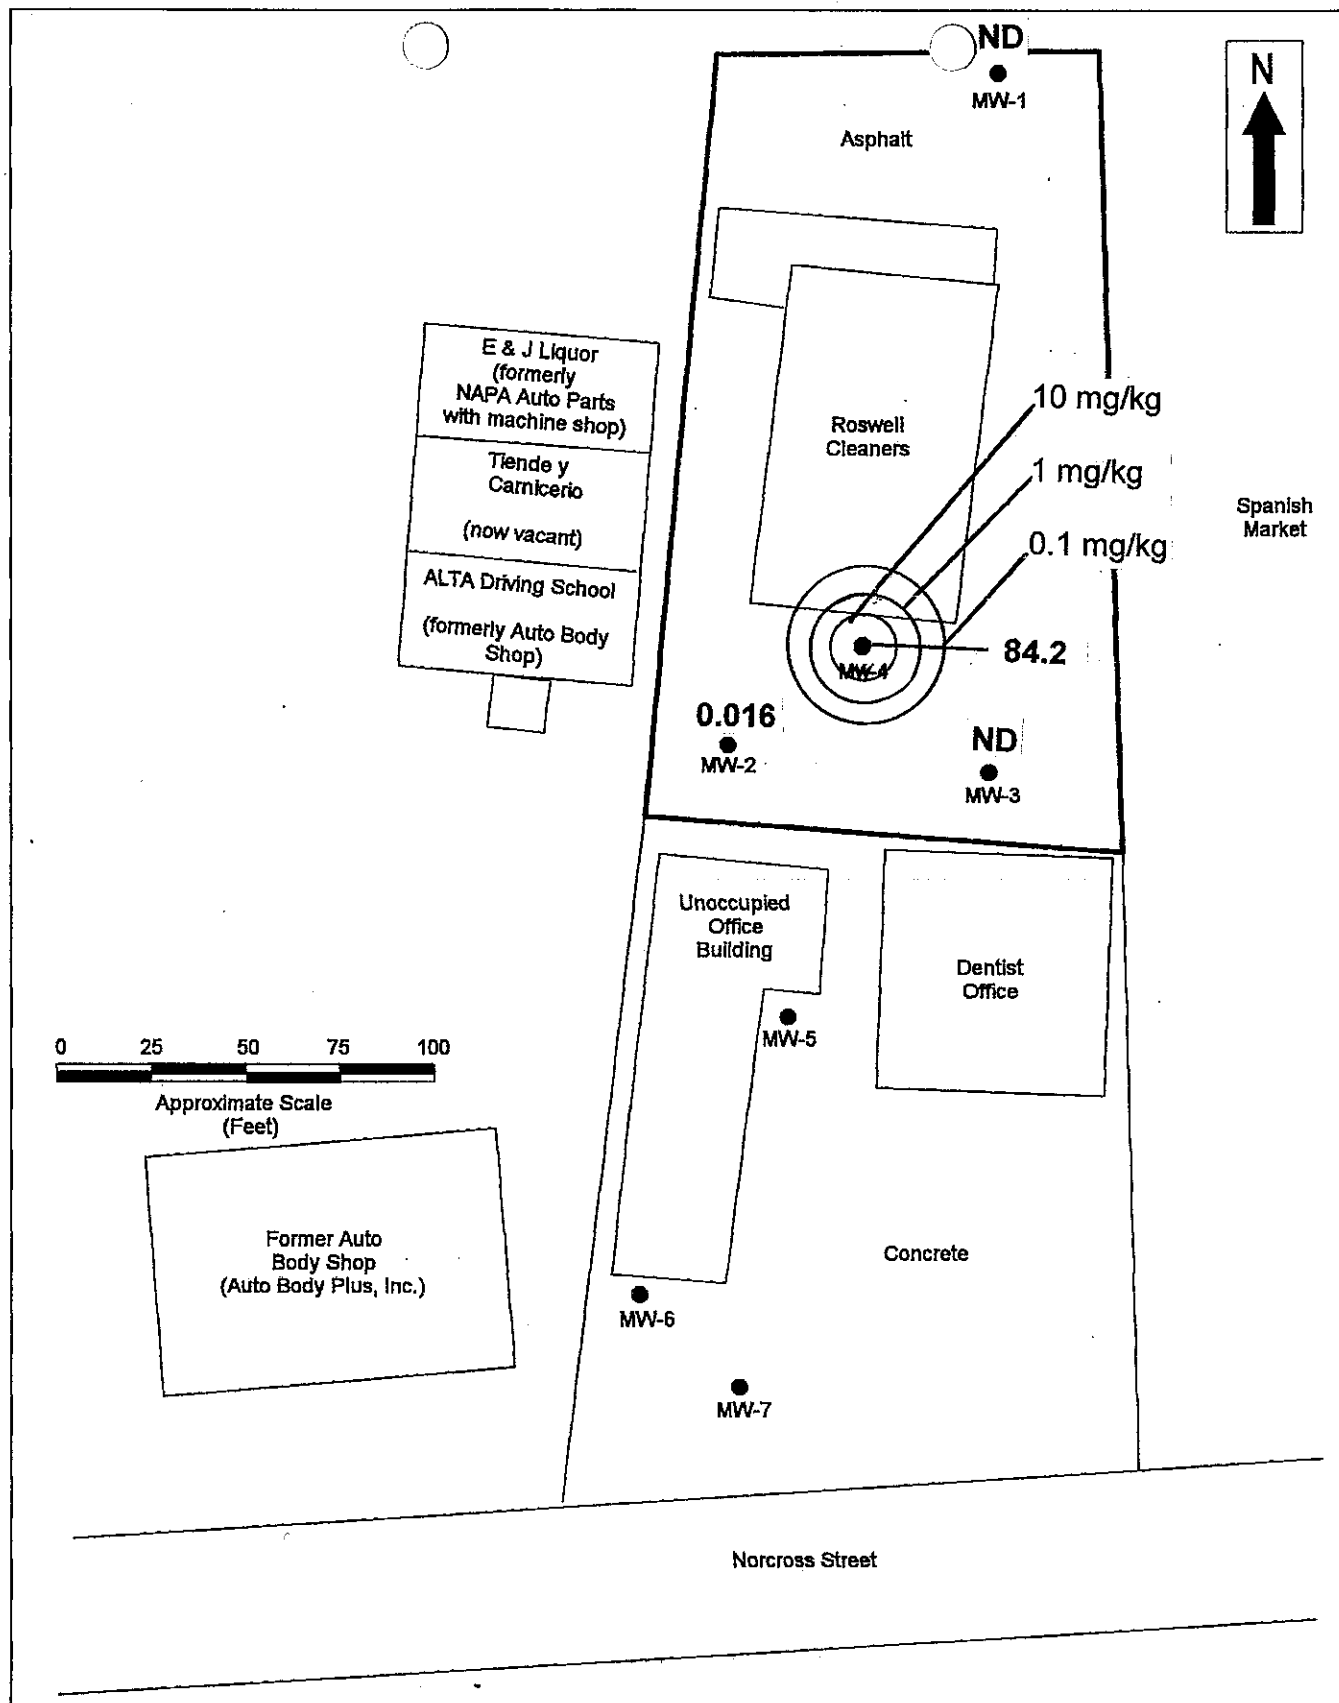 ND
MW-1
N
Asphalt
E & J Liquor
(formerly
NAPA Auto Parts
with machine shop)
Tiende y
Carnicerio
(now vacant)
ALTA Driving School
(formerly Auto Body
Shop)
Roswell
Cleaners
10 mg/kg
1 mg/kg
0.1 mg/kg
Spanish
Market
84.2
MW-4
0.016
MW-2
ND
MW-3
Unoccupied
Office
Building
Dentist
Office
MW-5
0 25 50 75 100
Approximate Scale
(Feet)
Former Auto
Body Shop
(Auto Body Plus, Inc.)
Concrete
MW-6
MW-7
Norcross Street